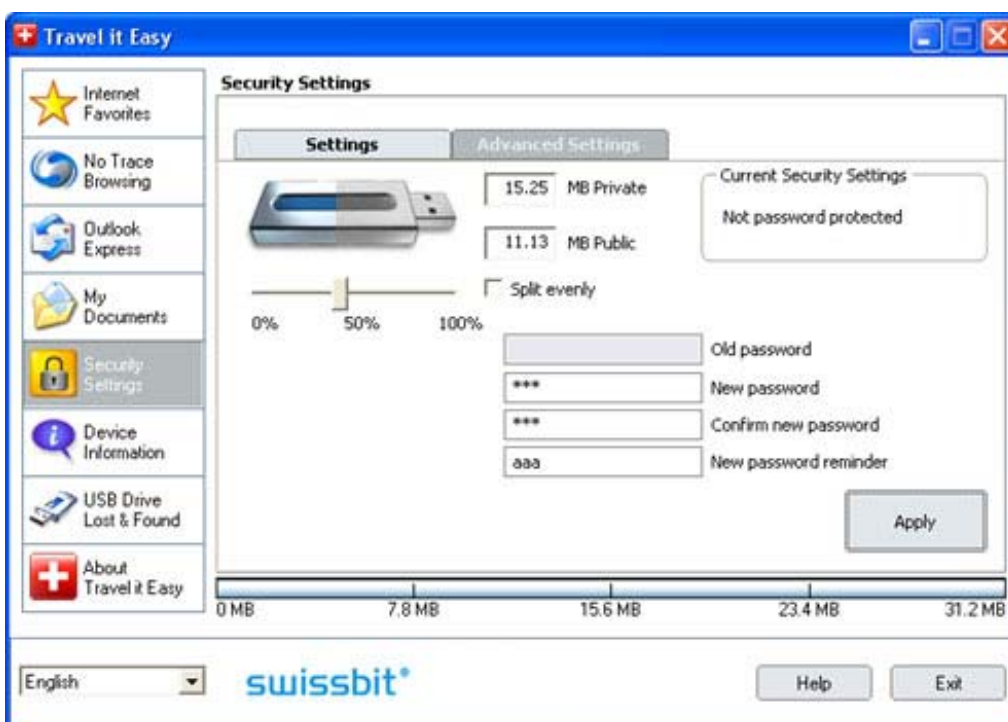 Travel it Easy
Internet
Favorites
No Trace
Browsing
Outlook
Express
My
Documents
Security
Settings
Device
Information
USB Drive
Lost & Found
About
Travel it Easy
Security Settings
Settings
Advanced Settings
15.25 MB Private
11.13 MB Public
Split evenly
0% 50% 100%
Current Security Settings
Not password protected
Old password
*** New password
*** Confirm new password
aaa New password reminder
Apply
0 MB 7.8 MB 15.6 MB 23.4 MB 31.2 MB
English
swissbit
Help
Exit